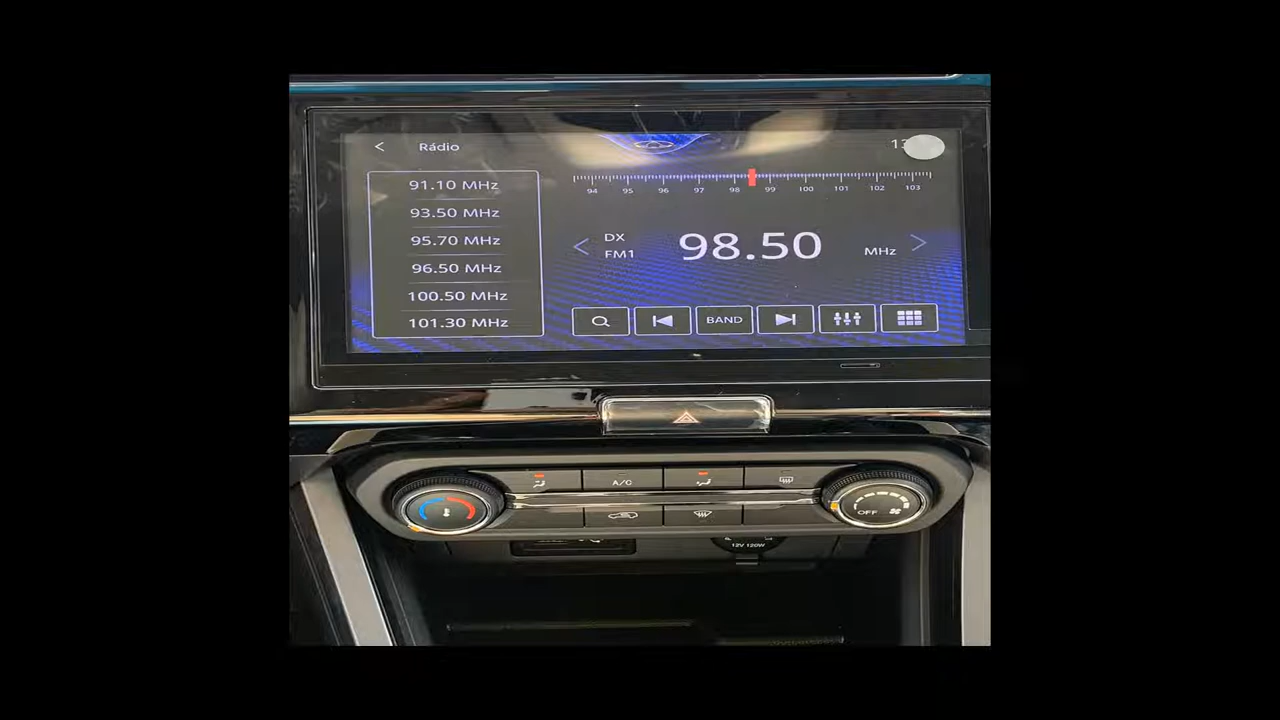 Rádio
91.10 MHz
93.50 MHz
95.70 MHz
96.50 MHz
100.50 MHz
101.30 MHz
94 95 96 97 98 99 100 101 102 103
DX
FM1
98.50
MHz
BAND
A/C
OFF
12V 120W